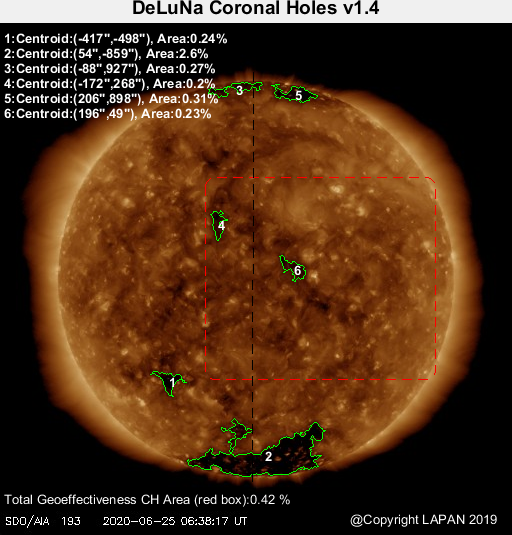 DeLuNa Coronal Holes v1.4
1:Centroid:(-417",-498"), Area:0.24%
2:Centroid:(54",-859"), Area:2.6%
3:Centroid:(-88",927"), Area:0.27%
4:Centroid:(-172",268"), Area:0.2%
5:Centroid:(206",898"), Area:0.31%
6:Centroid:(196",49"), Area:0.23%
3
5
4
6
1
2
Total Geoeffectiveness CH Area (red box):0.42 %
SDO/AIA 193 2020-06-25 06:38:17 UT
@Copyright LAPAN 2019